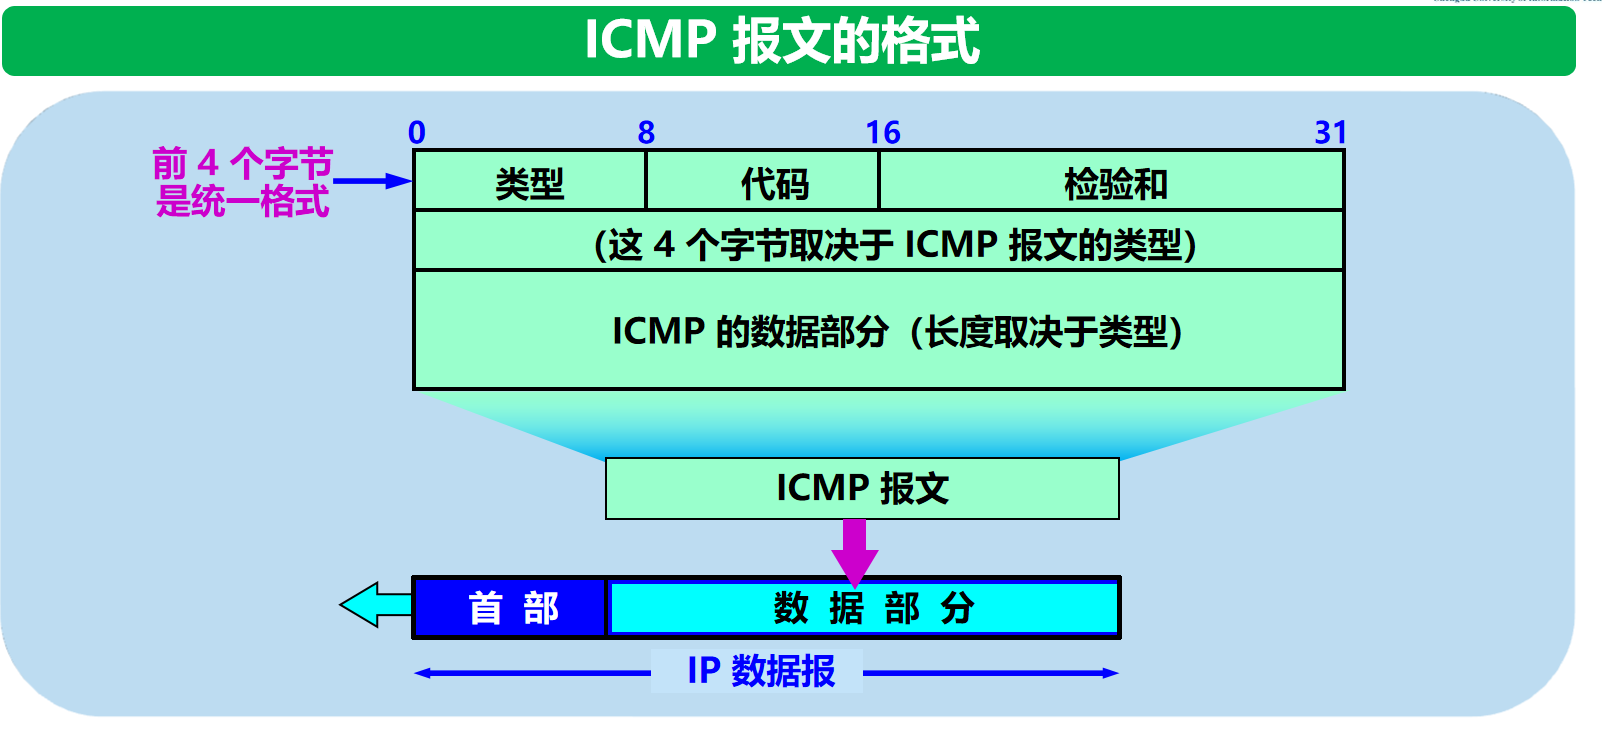 ICMP 报文的格式
0 8 16 31
前 4 个字节
是统一格式
类型 代码 检验和
(这 4 个字节取决于 ICMP 报文的类型)
ICMP 的数据部分（长度取决于类型）
ICMP 报文
首 部 数 据 部 分
IP 数据报